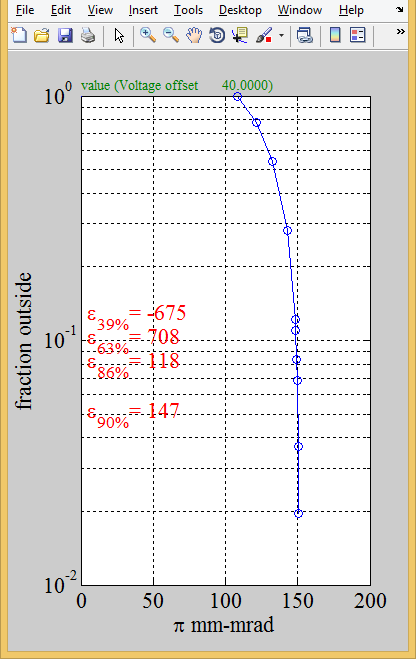 File Edit View Insert Tools Desktop Window Help
value (Voltage offset 40.0000)
10^0
ε39% = -675
10^-1
ε63% = 708
ε86% = 118
ε90% = 147
fraction outside
10^-2
0 50 100 150 200
π mm-mrad